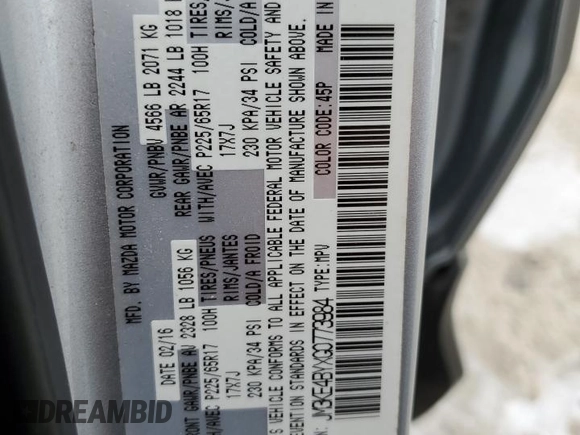 MFD. BY MAZDA MOTOR CORPORATION
DATE 02/16 GVWR/PNBV 4566 LB 2071 KG
FRONT GAWR/PNBE AV 2328 LB 1056 KG REAR GAWR/PNBE AR 2244 LB 1018
WITH/AVEC P225/65R17 100H TIRES/PNEUS WITH/AVEC P225/65R17 100H TIRES/
17X7J RIMS/JANTES 17X7J RIMS/
230 KPA/34 PSI COLD/A FROID 230 KPA/34 PSI COLD/A
VEHICLE CONFORMS TO ALL APPLICABLE FEDERAL MOTOR VEHICLE SAFETY AND
STANDARDS IN EFFECT ON THE DATE OF MANUFACTURE SHOWN ABOVE.
JM3KE4BYXG0773984 TYPE:MPV COLOR CODE:45P MADE IN
DREAMBID